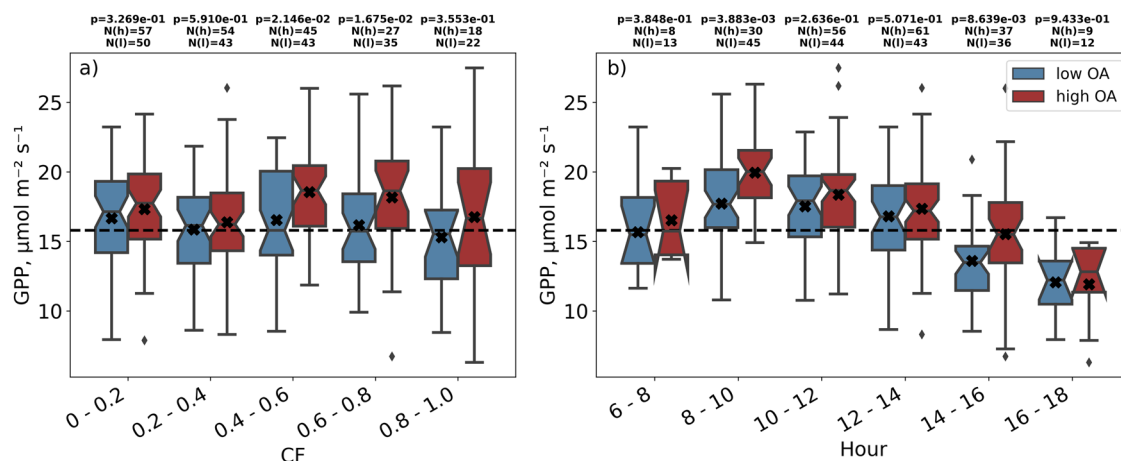 p=3.269e-01 p=5.910e-01 p=2.146e-02 p=1.675e-02 p=3.553e-01
N(h)=57 N(h)=54 N(h)=45 N(h)=27 N(h)=18
N(l)=50 N(l)=43 N(l)=43 N(l)=35 N(l)=22
a)
GPP, μmol m⁻² s⁻¹
25
20
15
10
0 - 0.2 0.2 - 0.4 0.4 - 0.6 0.6 - 0.8 0.8 - 1.0
CF
p=3.848e-01 p=3.883e-03 p=2.636e-01 p=5.071e-01 p=8.639e-03 p=9.433e-01
N(h)=8 N(h)=30 N(h)=56 N(h)=61 N(h)=37 N(h)=9
N(l)=13 N(l)=45 N(l)=44 N(l)=43 N(l)=36 N(l)=12
b)
low OA
high OA
GPP, μmol m⁻² s⁻¹
25
20
15
10
6 - 8 8 - 10 10 - 12 12 - 14 14 - 16 16 - 18
Hour